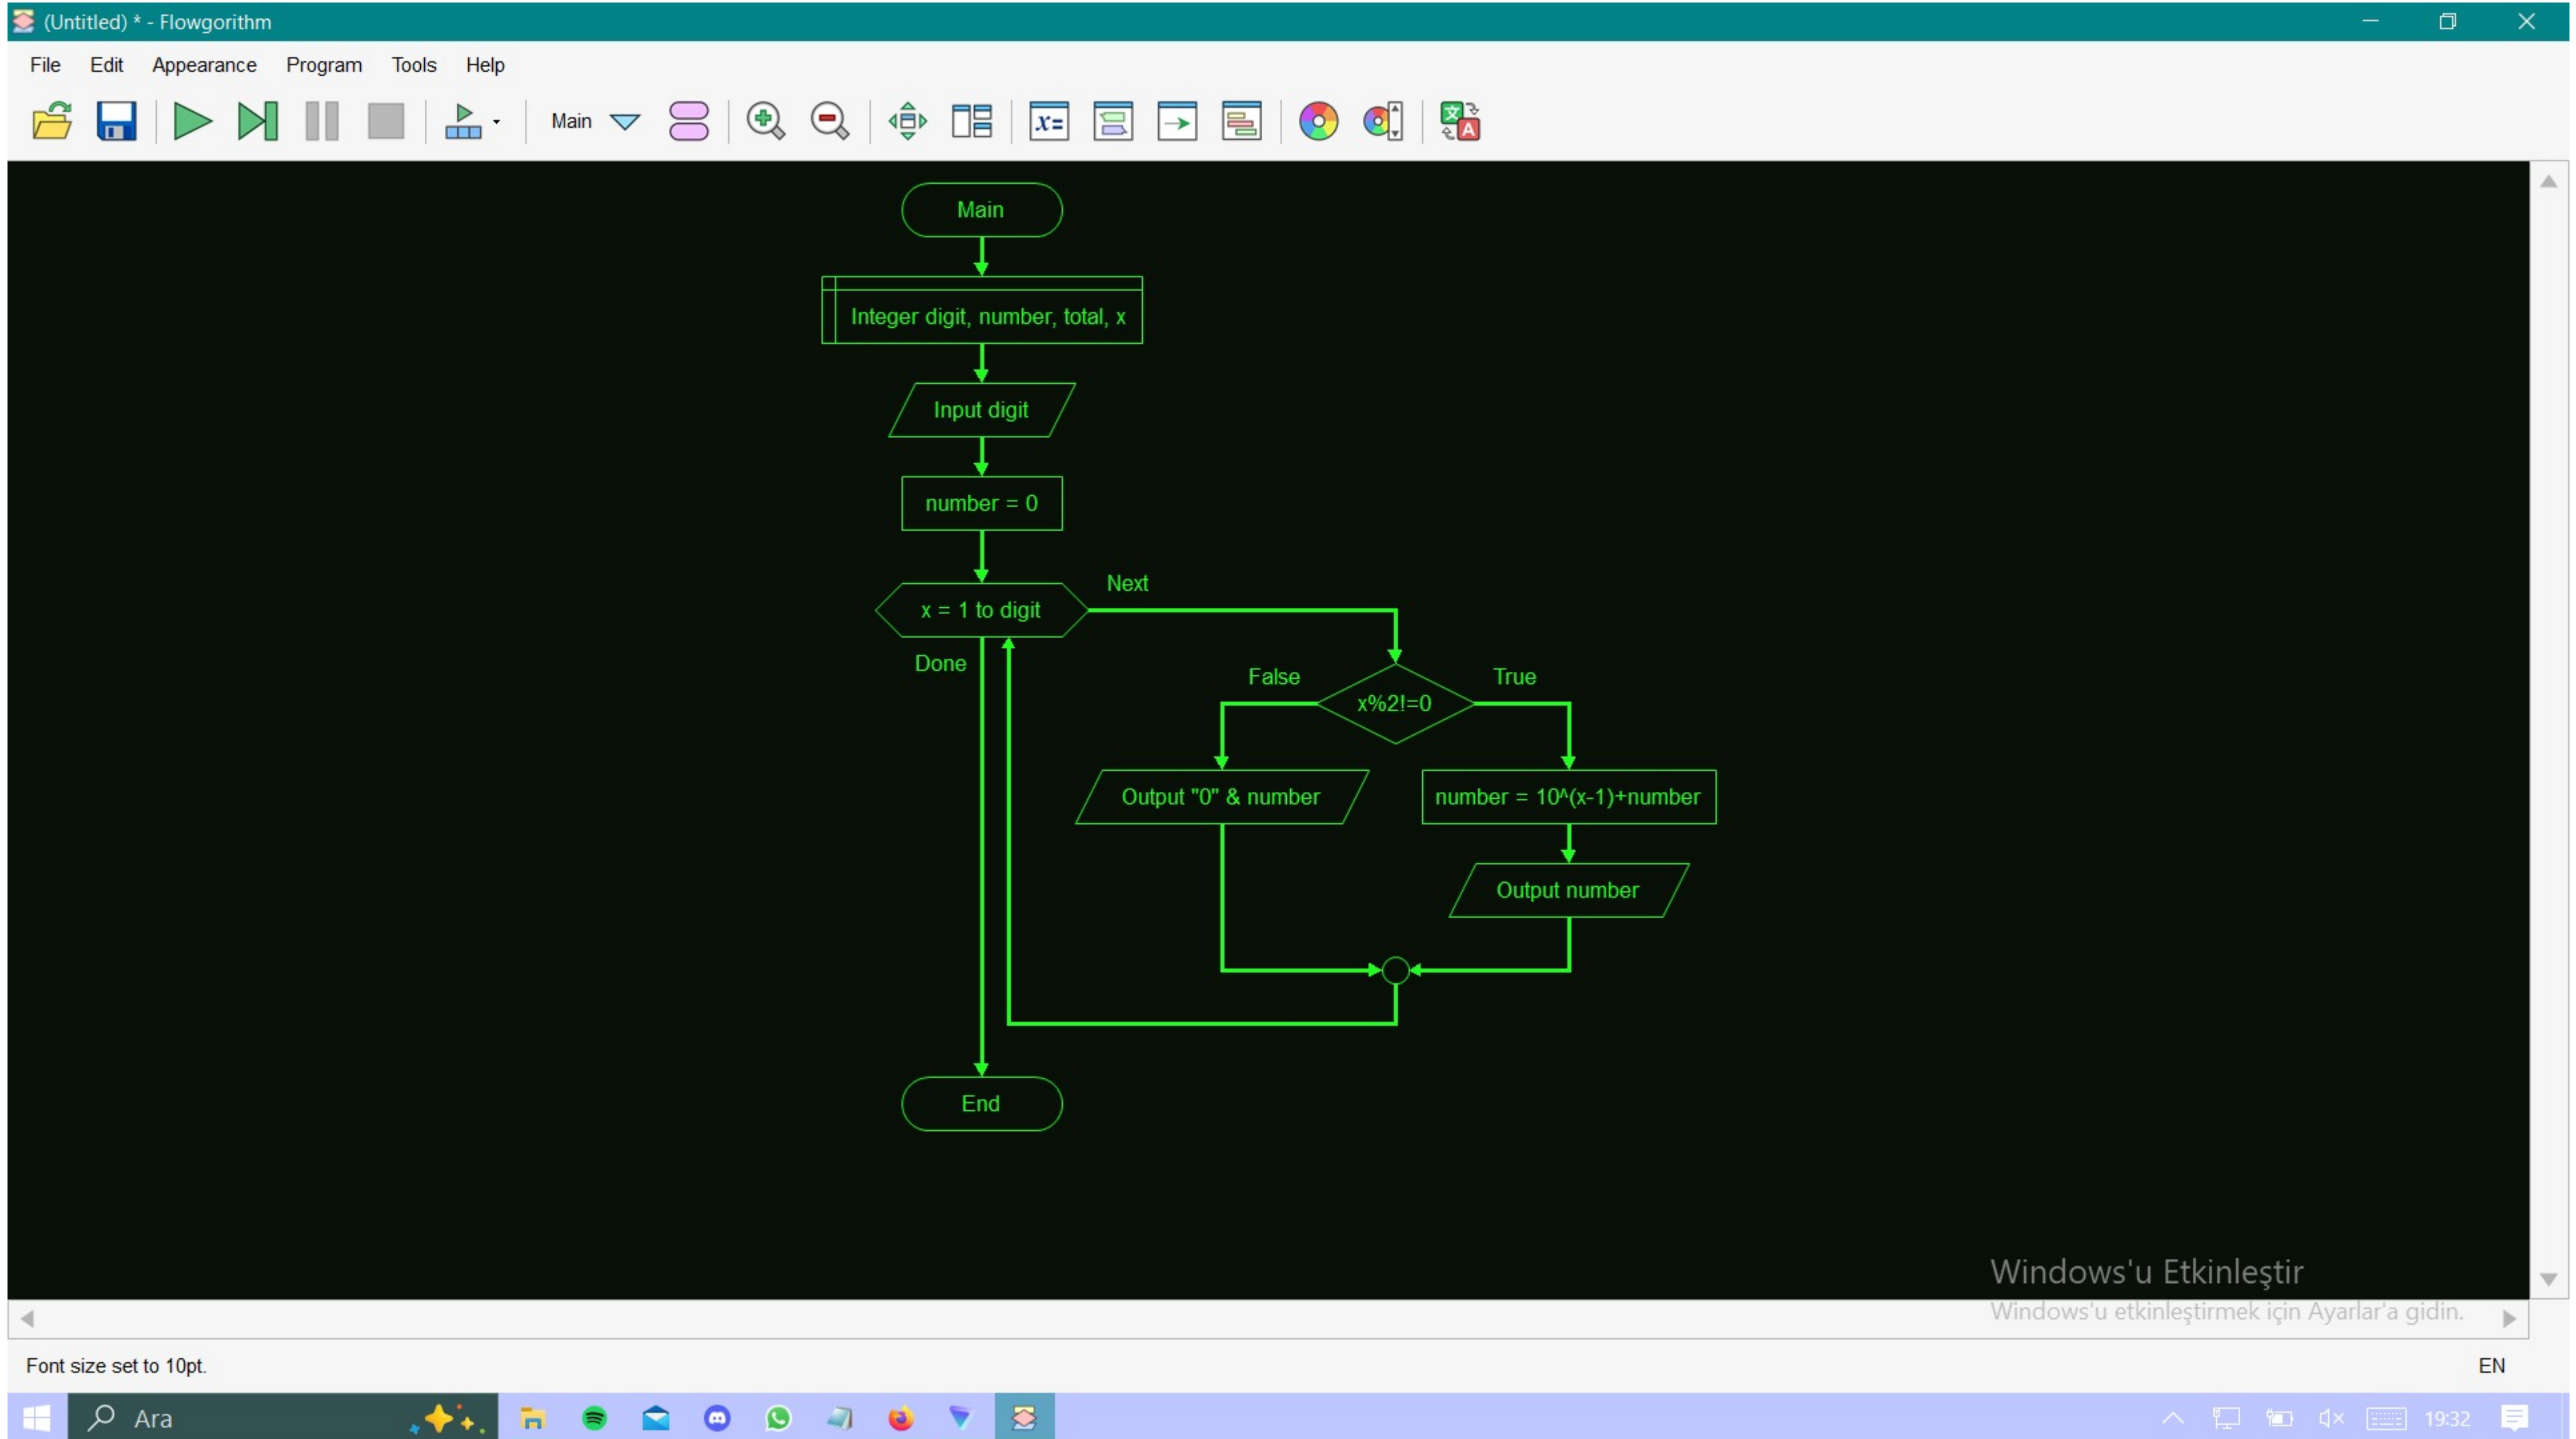 (Untitled) * - Flowgorithm
File Edit Appearance Program Tools Help
Main
x=
文
A
Main
Integer digit, number, total, x
Input digit
number = 0
Next
x = 1 to digit
Done
False
True
x%2!=0
Output "0" & number
number = 10^(x-1)+number
Output number
End
Windows'u Etkinleştir
Windows'u etkinleştirmek için Ayarlar'a gidin.
Font size set to 10pt.
EN
Ara
19:32